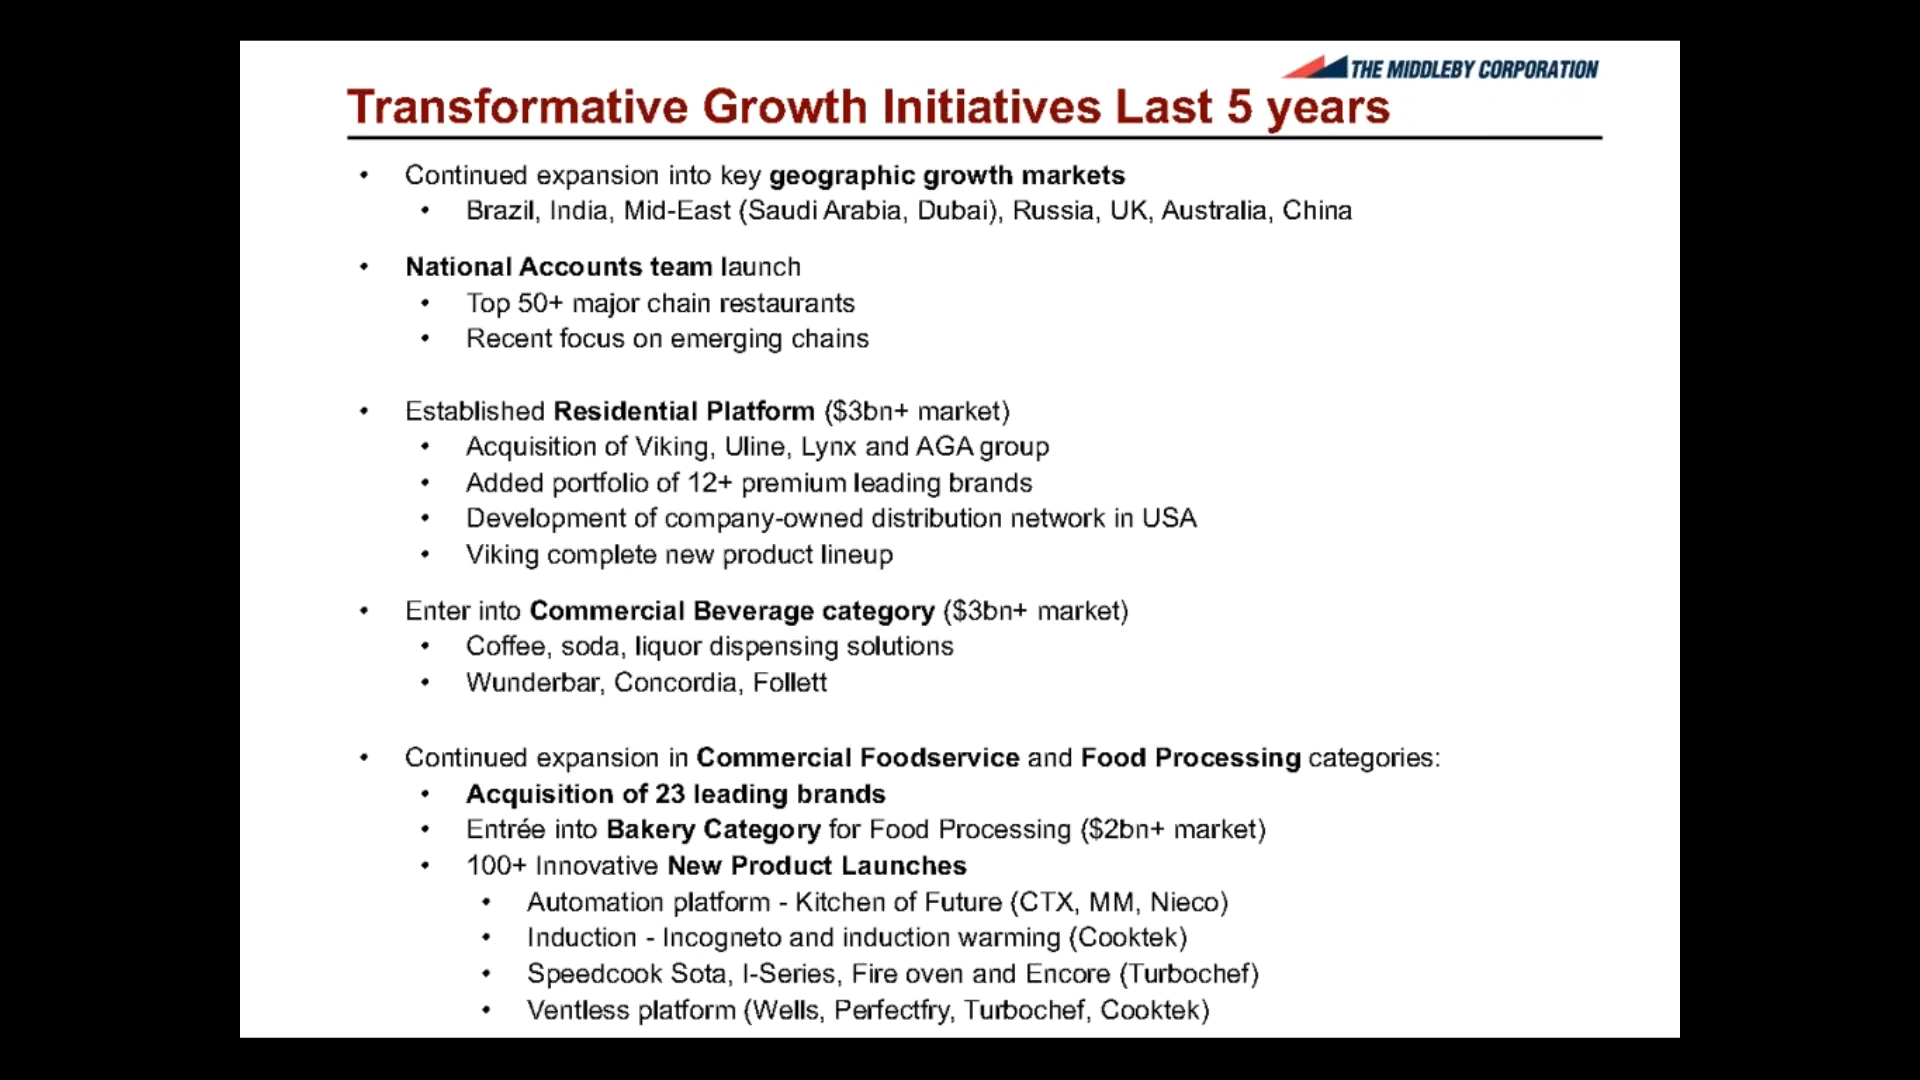 THE MIDDLEBY CORPORATION
Transformative Growth Initiatives Last 5 years
• Continued expansion into key geographic growth markets
• Brazil, India, Mid-East (Saudi Arabia, Dubai), Russia, UK, Australia, China
• National Accounts team launch
• Top 50+ major chain restaurants
• Recent focus on emerging chains
• Established Residential Platform ($3bn+ market)
• Acquisition of Viking, Uline, Lynx and AGA group
• Added portfolio of 12+ premium leading brands
• Development of company-owned distribution network in USA
• Viking complete new product lineup
• Enter into Commercial Beverage category ($3bn+ market)
• Coffee, soda, liquor dispensing solutions
• Wunderbar, Concordia, Follett
• Continued expansion in Commercial Foodservice and Food Processing categories:
• Acquisition of 23 leading brands
• Entrée into Bakery Category for Food Processing ($2bn+ market)
• 100+ Innovative New Product Launches
• Automation platform - Kitchen of Future (CTX, MM, Nieco)
• Induction - Incogneto and induction warming (Cooktek)
• Speedcook Sota, I-Series, Fire oven and Encore (Turbochef)
• Ventless platform (Wells, Perfectfry, Turbochef, Cooktek)